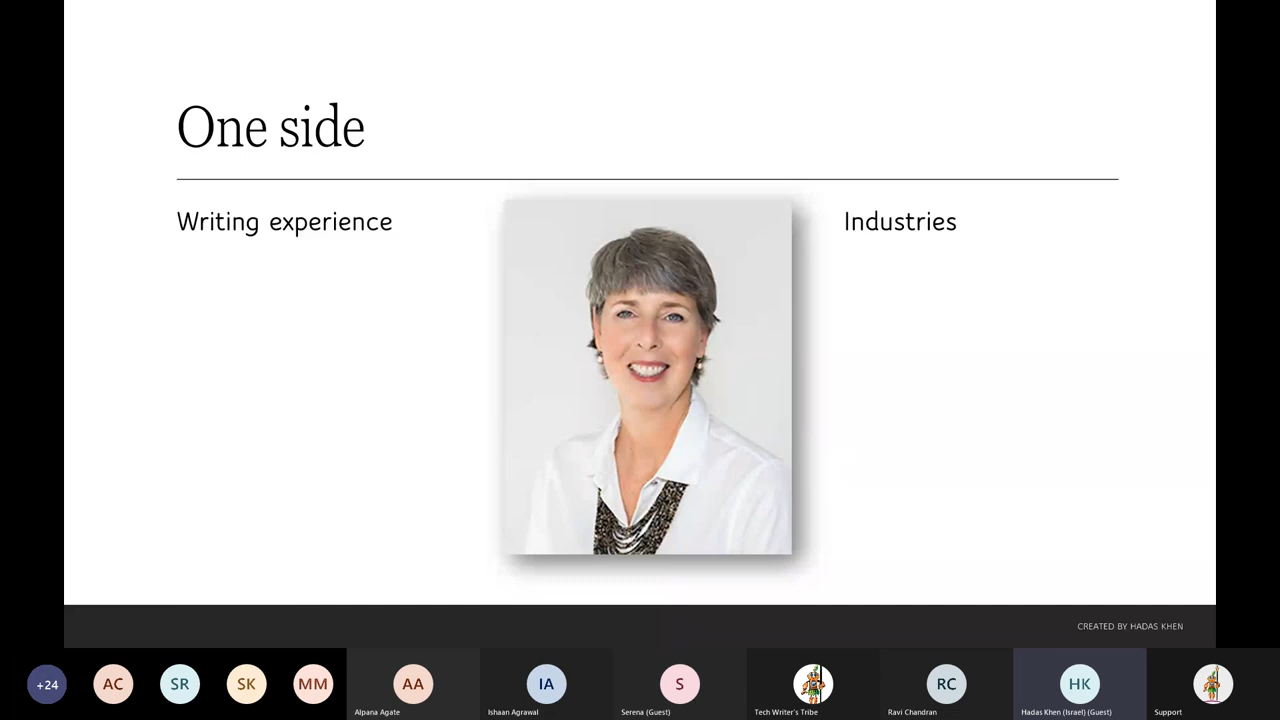 One side
Writing experience
Industries
CREATED BY HADAS KHEN
+24
AC
SR
SK
MM
AA
Alpana Agate
IA
Ishaan Agrawal
S
Serena (Guest)
Tech Writer's Tribe
RC
Ravi Chandran
HK
Hadas Khen (Israel) (Guest)
Support